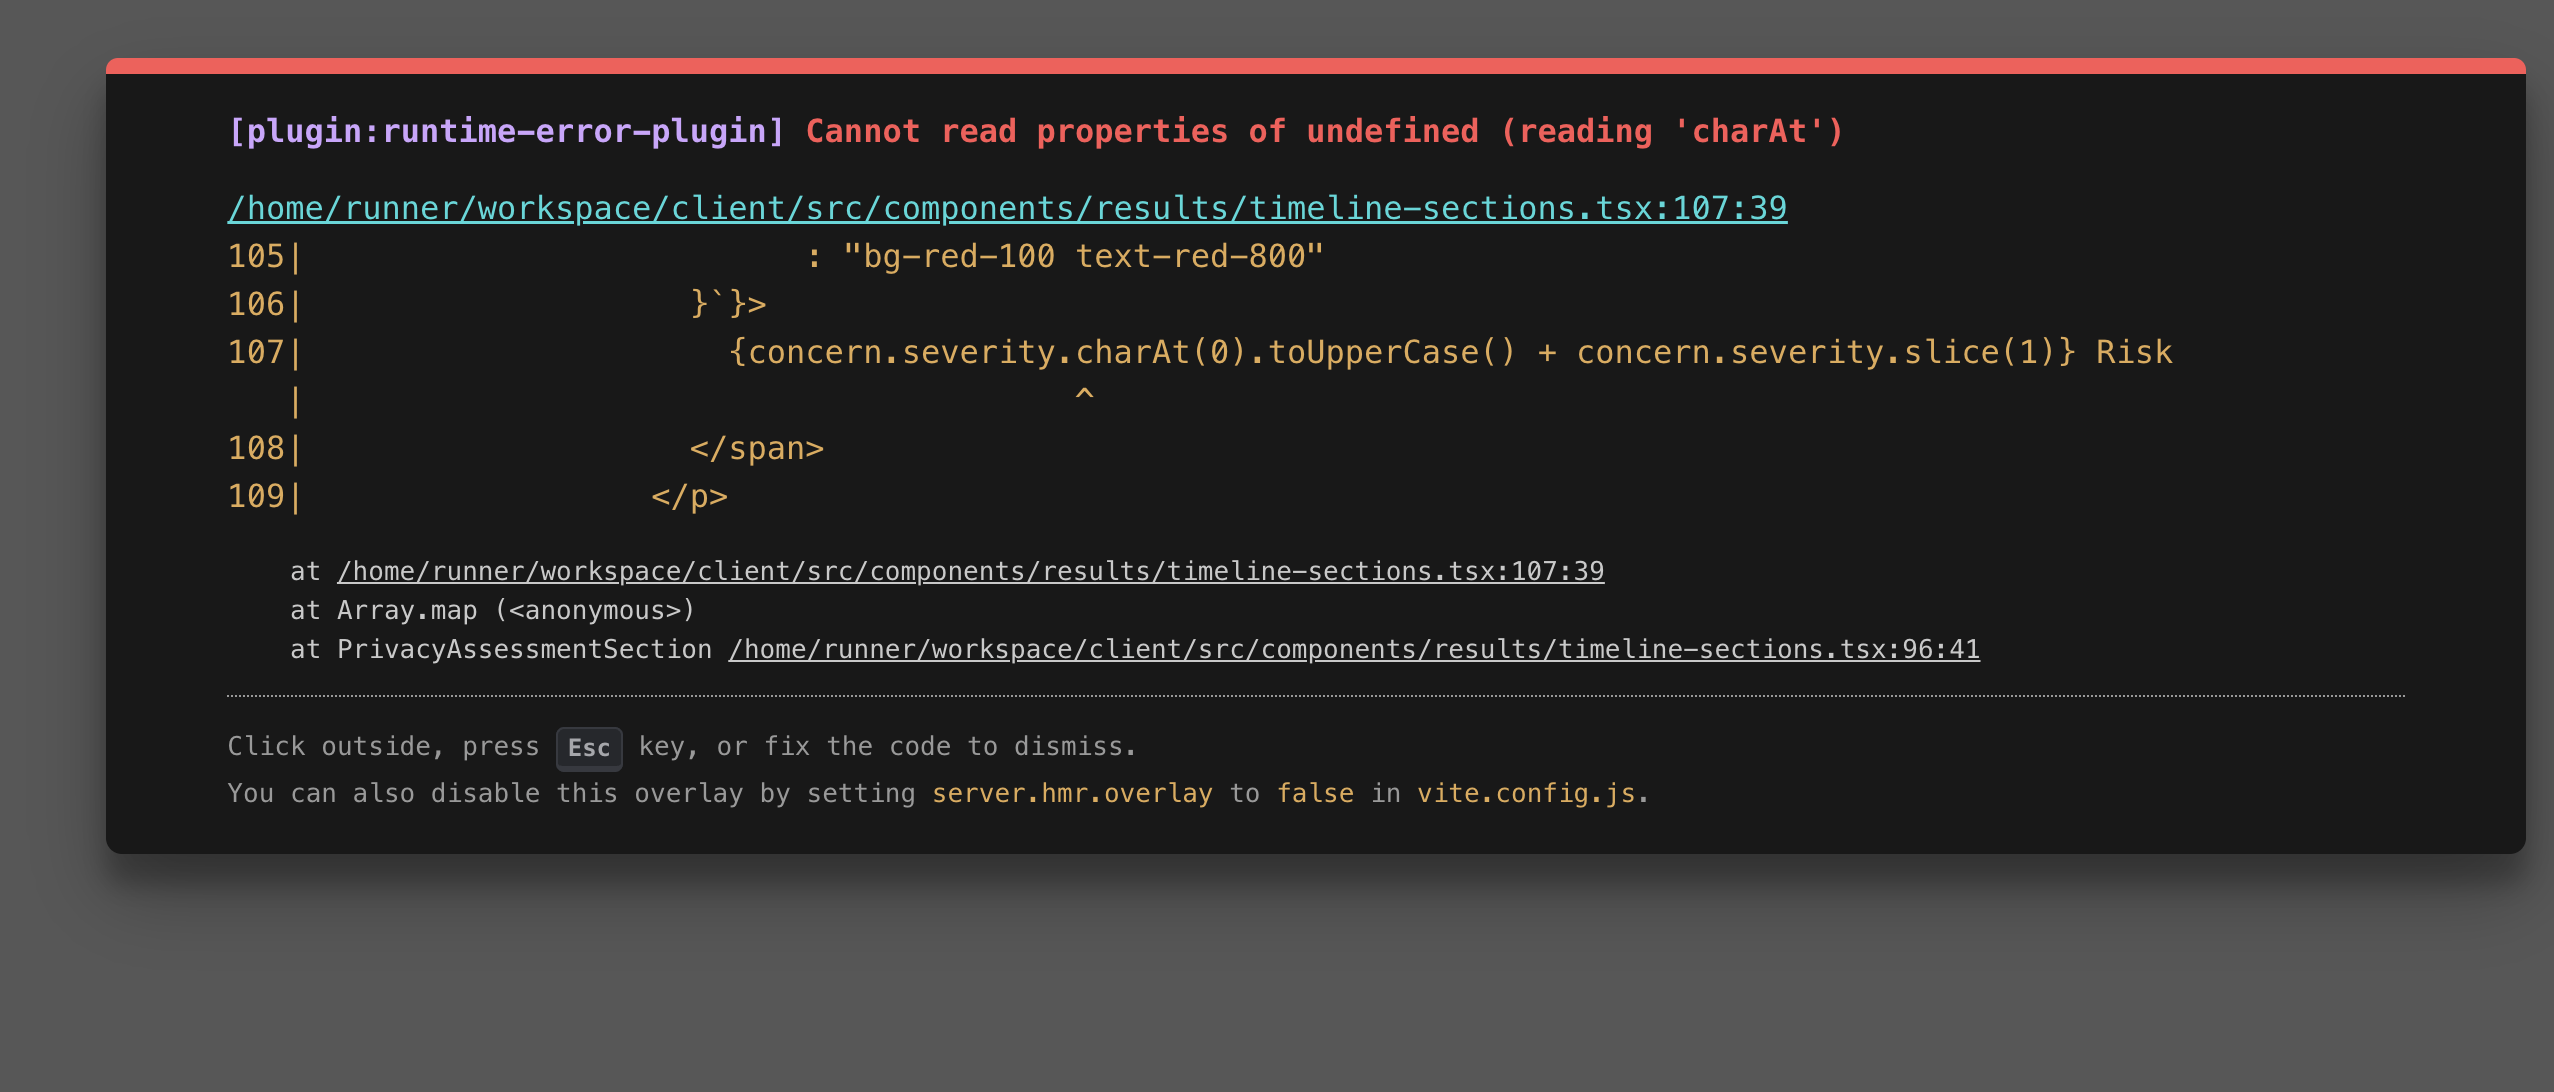 [plugin:runtime-error-plugin] Cannot read properties of undefined (reading 'charAt')
/home/runner/workspace/client/src/components/results/timeline-sections.tsx:107:39
105|                          : "bg-red-100 text-red-800"
106|                    }`}>
107|                      {concern.severity.charAt(0).toUpperCase() + concern.severity.slice(1)} Risk
   |                                        ^
108|                    </span>
109|                  </p>
at /home/runner/workspace/client/src/components/results/timeline-sections.tsx:107:39
at Array.map (<anonymous>)
at PrivacyAssessmentSection /home/runner/workspace/client/src/components/results/timeline-sections.tsx:96:41
Click outside, press Esc key, or fix the code to dismiss.
You can also disable this overlay by setting server.hmr.overlay to false in vite.config.js.